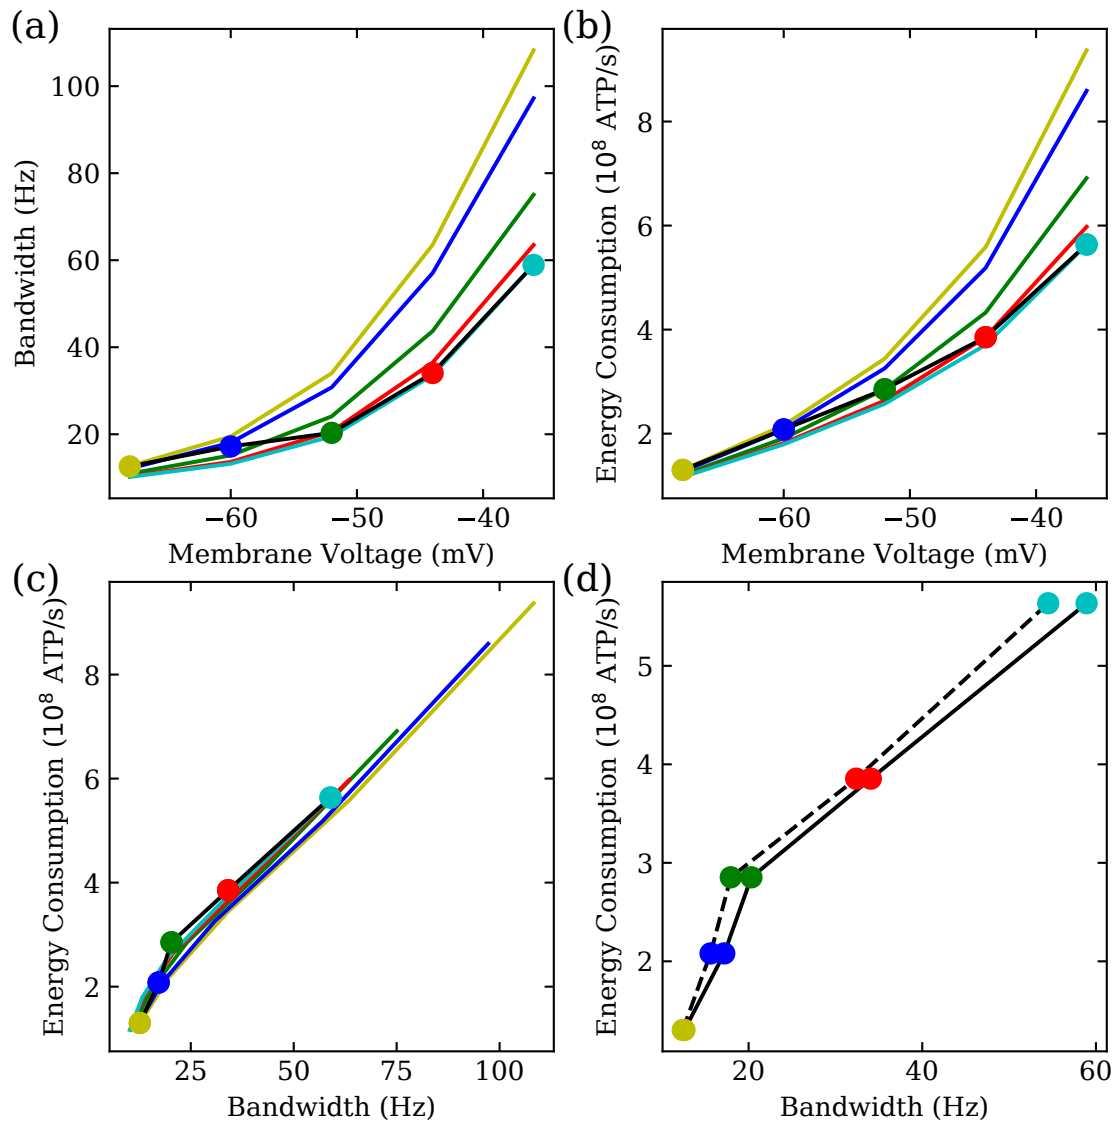 (a)
Bandwidth (Hz)
100
80
60
40
20
−60
−50
−40
Membrane Voltage (mV)
(b)
Energy Consumption (10⁸ ATP/s)
8
6
4
2
−60
−50
−40
Membrane Voltage (mV)
(c)
Energy Consumption (10⁸ ATP/s)
8
6
4
2
25
50
75
100
Bandwidth (Hz)
(d)
Energy Consumption (10⁸ ATP/s)
5
4
3
2
20
40
60
Bandwidth (Hz)